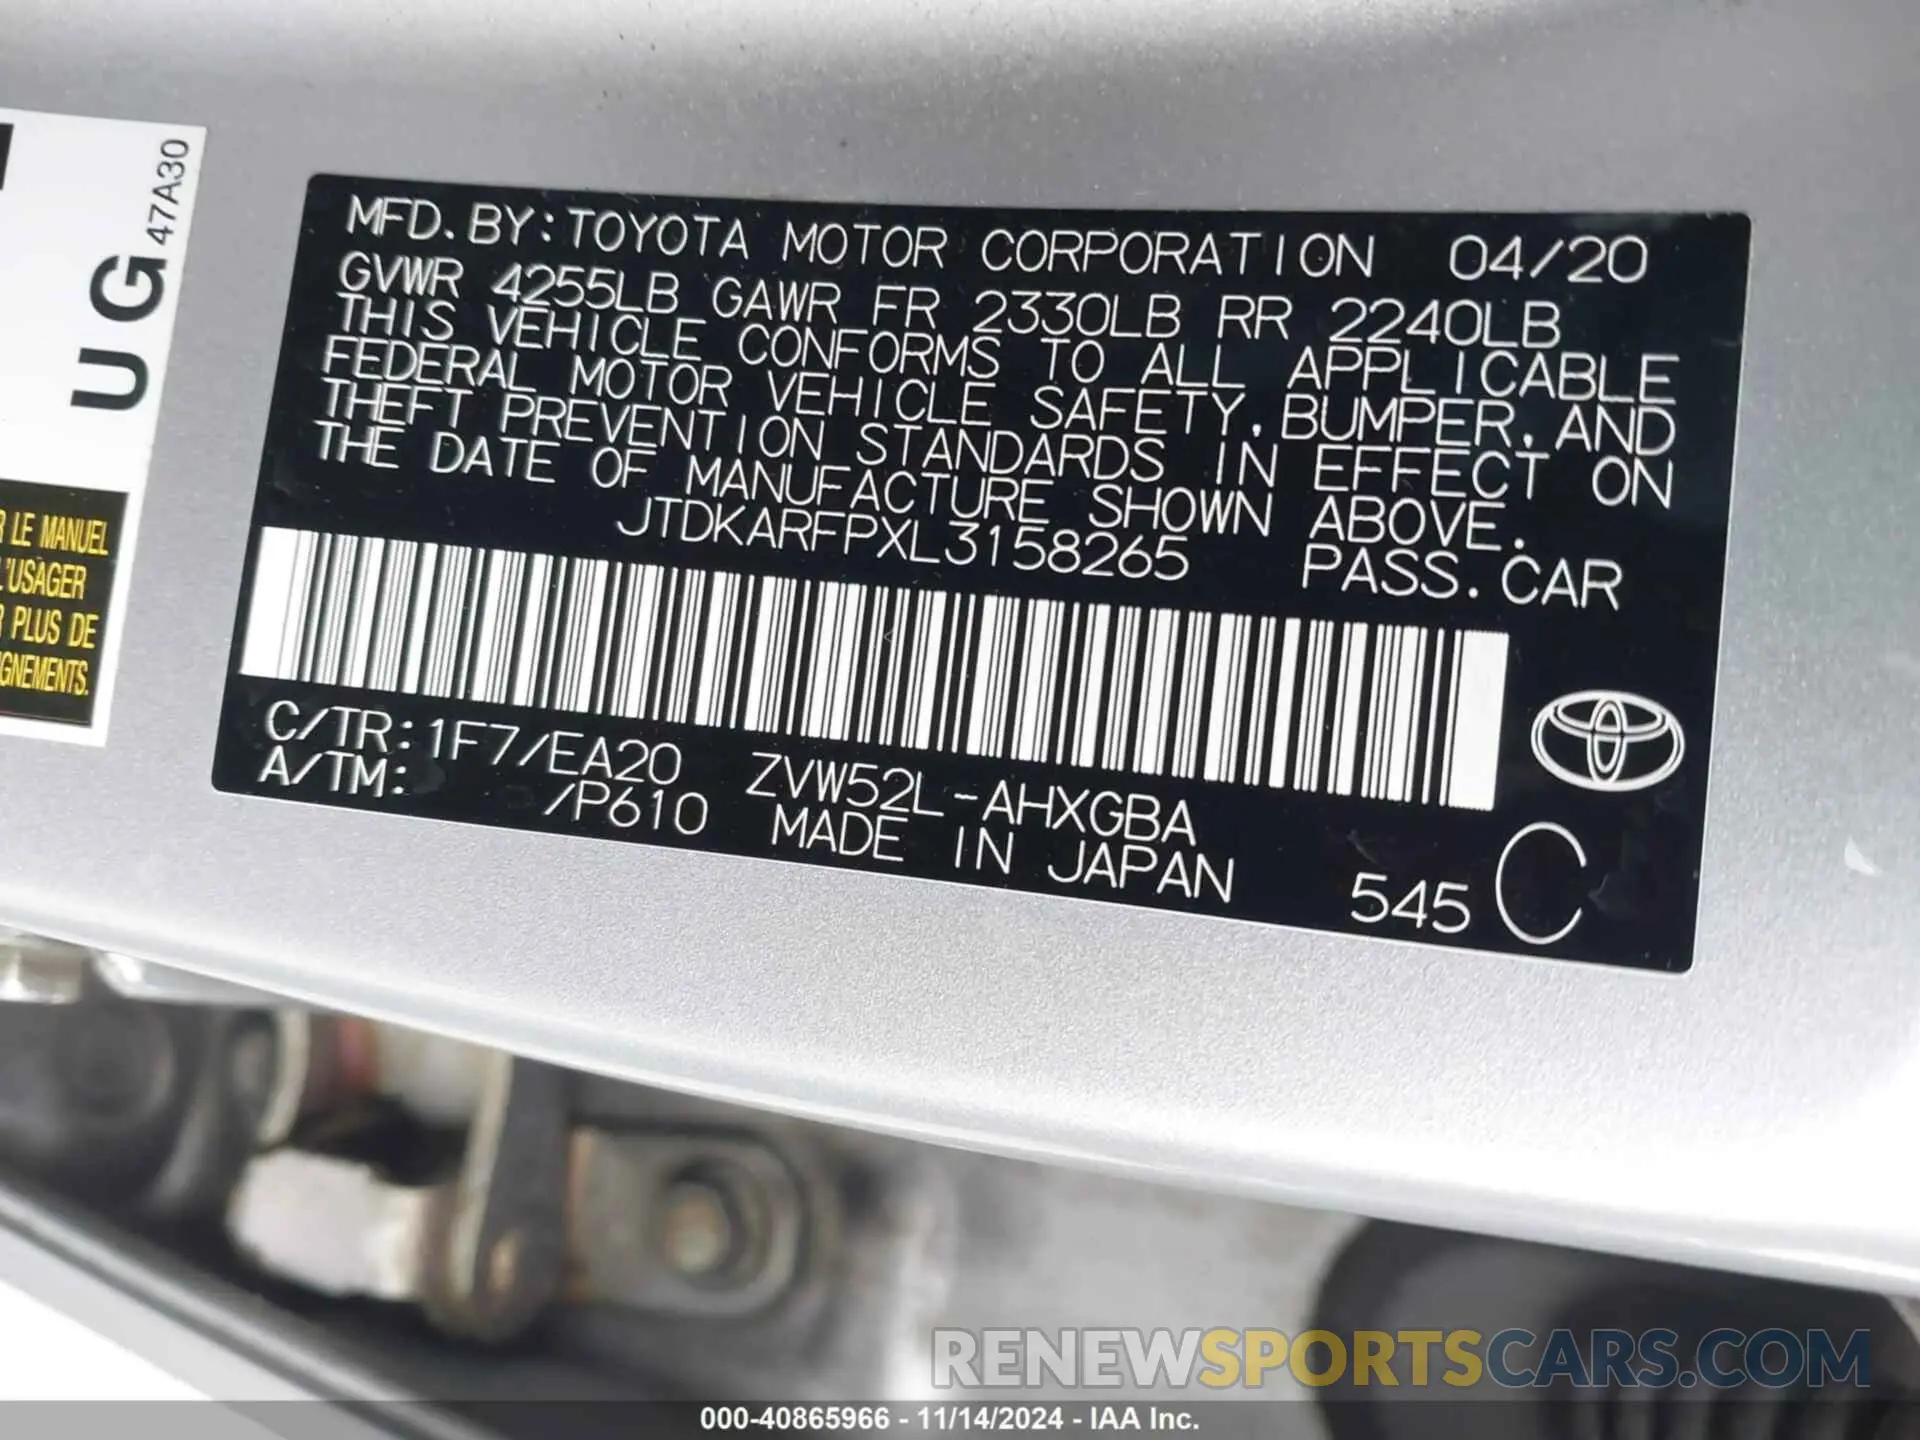 MFD. BY: TOYOTA MOTOR CORPORATION 04/20
GVWR 4255LB GAWR FR 2330LB RR 2240LB
THIS VEHICLE CONFORMS TO ALL APPLICABLE
FEDERAL MOTOR VEHICLE SAFETY, BUMPER, AND
THEFT PREVENTION STANDARDS IN EFFECT ON
THE DATE OF MANUFACTURE SHOWN ABOVE.
JTDKARFPXL3158265 PASS. CAR
C/TR: 1F7/EA20 ZVW52L-AHXGBA
A/TM: /P610 MADE IN JAPAN
545 C
UG 47A30
R LE MANUEL
L'USAGER
R PLUS DE
IGNEMENTS.
RENEWSPORTSCARS.COM
000-40865966 - 11/14/2024 - IAA Inc.